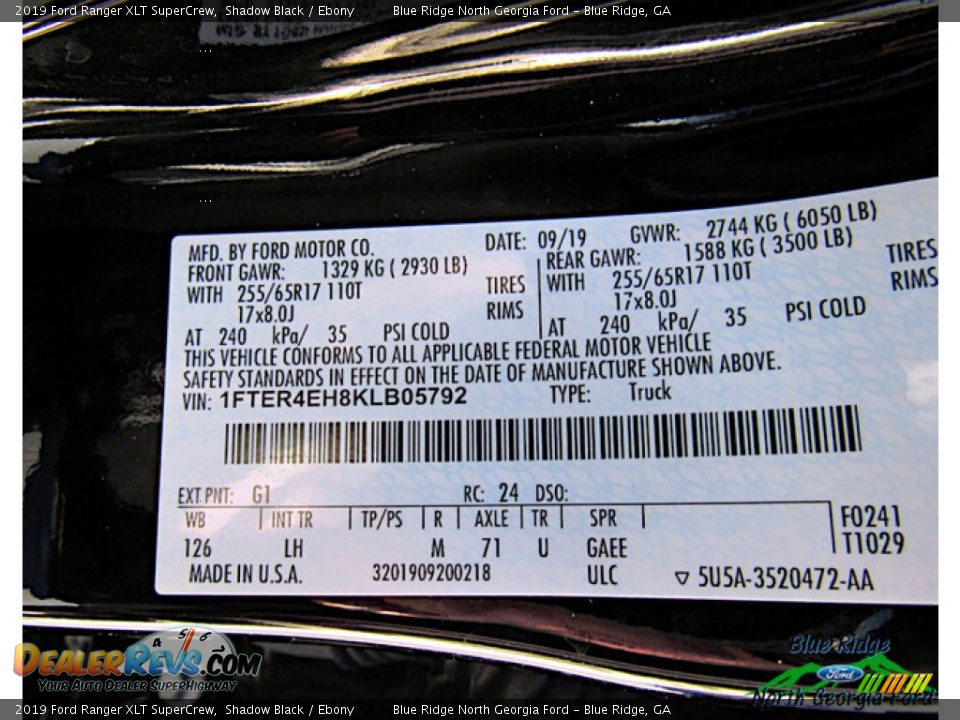 2019 Ford Ranger XLT SuperCrew, Shadow Black / Ebony Blue Ridge North Georgia Ford - Blue Ridge, GA
MFD. BY FORD MOTOR CO. DATE: 09/19 GVWR: 2744 KG ( 6050 LB)
FRONT GAWR: 1329 KG ( 2930 LB) REAR GAWR: 1588 KG ( 3500 LB)
WITH 255/65R17 110T TIRES WITH 255/65R17 110T TIRES
17x8.0J RIMS 17x8.0J RIMS
AT 240 kPa/ 35 PSI COLD AT 240 kPa/ 35 PSI COLD
THIS VEHICLE CONFORMS TO ALL APPLICABLE FEDERAL MOTOR VEHICLE
SAFETY STANDARDS IN EFFECT ON THE DATE OF MANUFACTURE SHOWN ABOVE.
VIN: 1FTER4EH8KLB05792 TYPE: Truck
EXT PNT: G1 RC: 24 DSO:
WB INT TR TP/PS R AXLE TR SPR F0241
126 LH M 71 U GAEE T1029
MADE IN U.S.A. 3201909200218 ULC ▽ 5U5A-3520472-AA
DEALERREVS.COM
YOUR AUTO DEALER SUPERHIGHWAY
Blue Ridge
Ford
North Georgia Ford
2019 Ford Ranger XLT SuperCrew, Shadow Black / Ebony Blue Ridge North Georgia Ford - Blue Ridge, GA